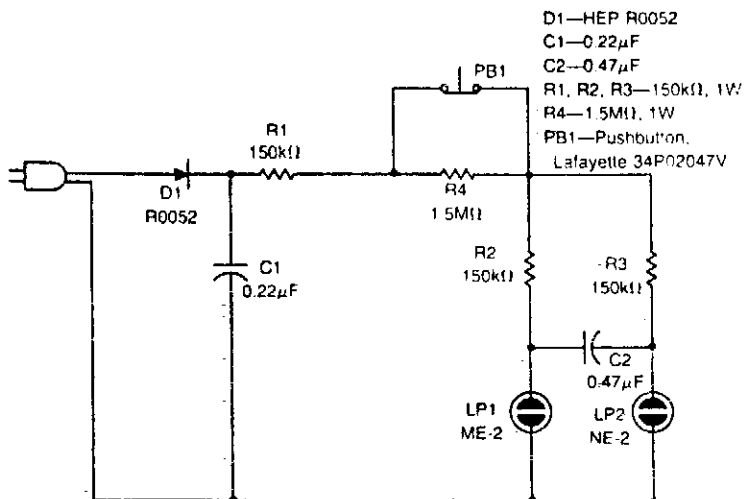 D1—HEP R0052
C1—0.22µF
C2—0.47µF
R1, R2, R3—150kΩ, 1W
R4—1.5MΩ, 1W
PB1—Pushbutton,
Lafayette 34P02047V
PB1
R1
150kΩ
D1
R0052
R4
1.5MΩ
C1
0.22µF
R2
150kΩ
R3
150kΩ
C2
0.47µF
LP1
ME-2
LP2
NE-2